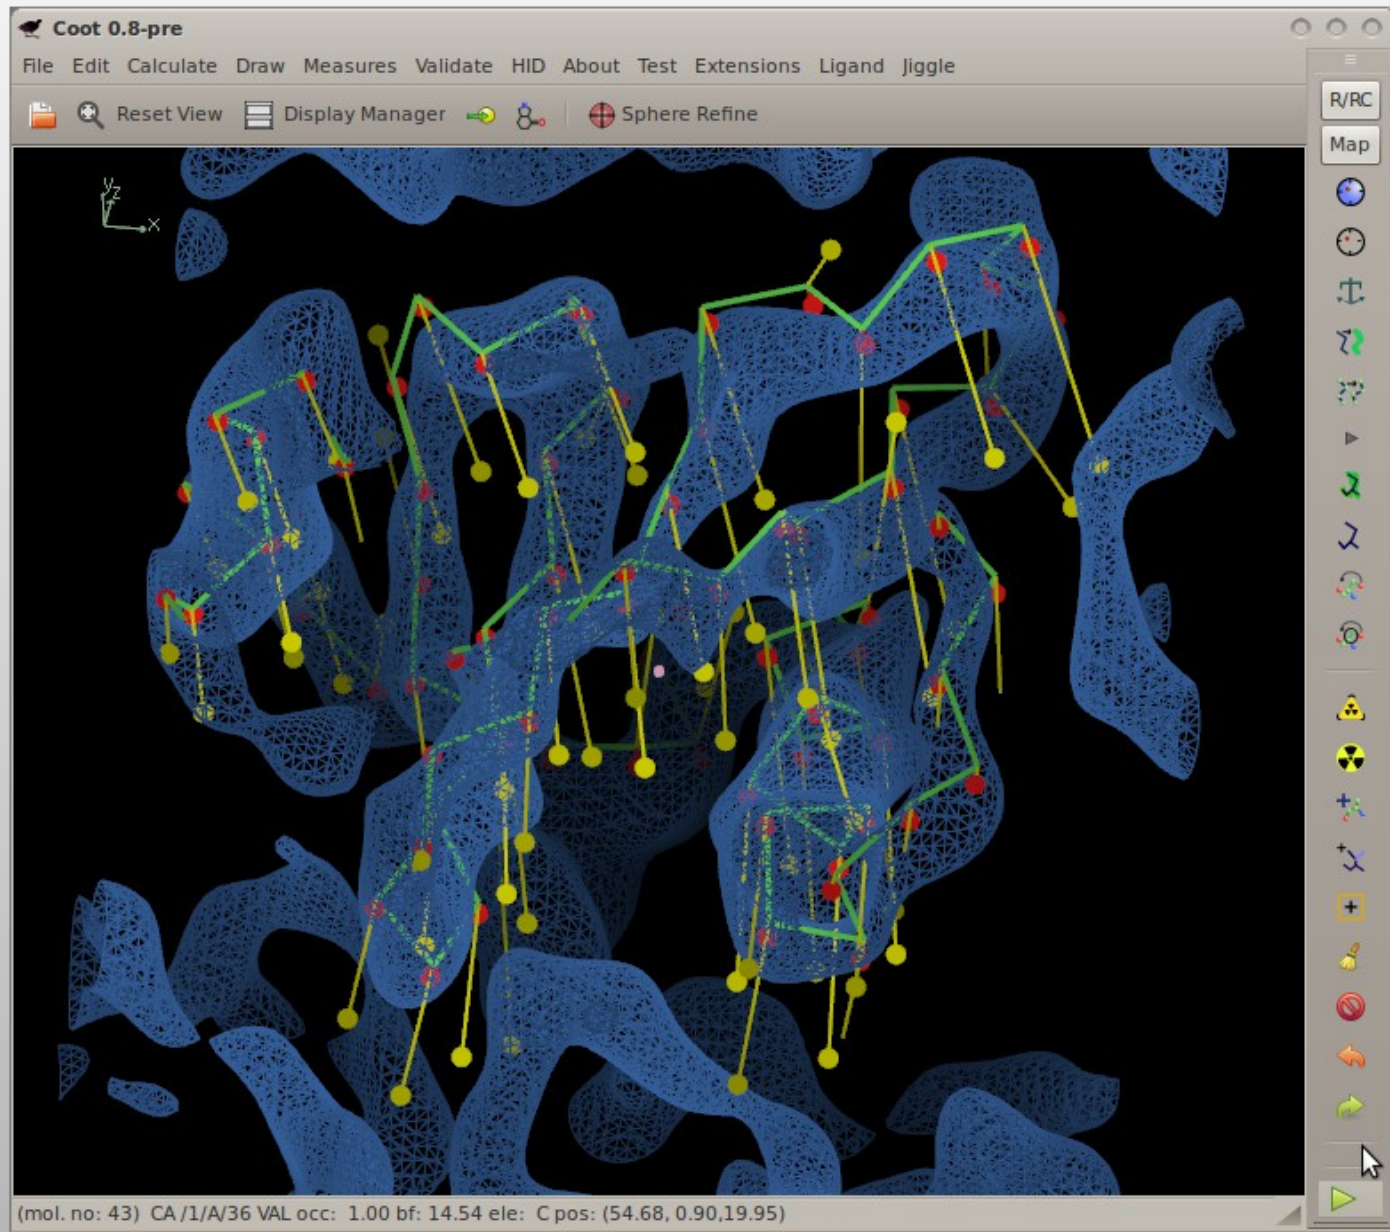 Coot 0.8-pre
File Edit Calculate Draw Measures Validate HID About Test Extensions Ligand Jiggle
Reset View Display Manager Sphere Refine
R/RC
Map
y
z
x
(mol. no: 43) CA /1/A/36 VAL occ: 1.00 bf: 14.54 ele: C pos: (54.68, 0.90,19.95)